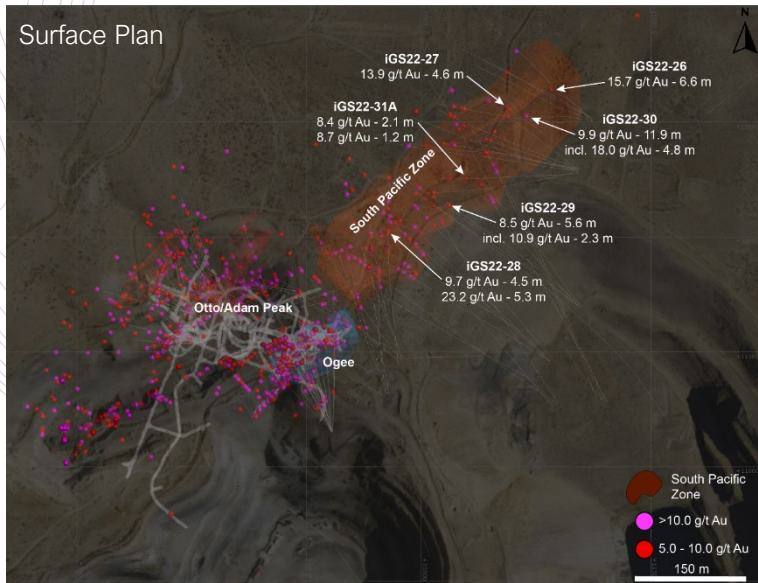 Surface Plan
N
iGS22-27
13.9 g/t Au - 4.6 m
iGS22-26
15.7 g/t Au - 6.6 m
iGS22-31A
8.4 g/t Au - 2.1 m
8.7 g/t Au - 1.2 m
iGS22-30
9.9 g/t Au - 11.9 m
incl. 18.0 g/t Au - 4.8 m
South Pacific Zone
iGS22-29
8.5 g/t Au - 5.6 m
incl. 10.9 g/t Au - 2.3 m
iGS22-28
9.7 g/t Au - 4.5 m
23.2 g/t Au - 5.3 m
Otto/Adam Peak
Ogee
South Pacific
Zone
>10.0 g/t Au
5.0 - 10.0 g/t Au
150 m